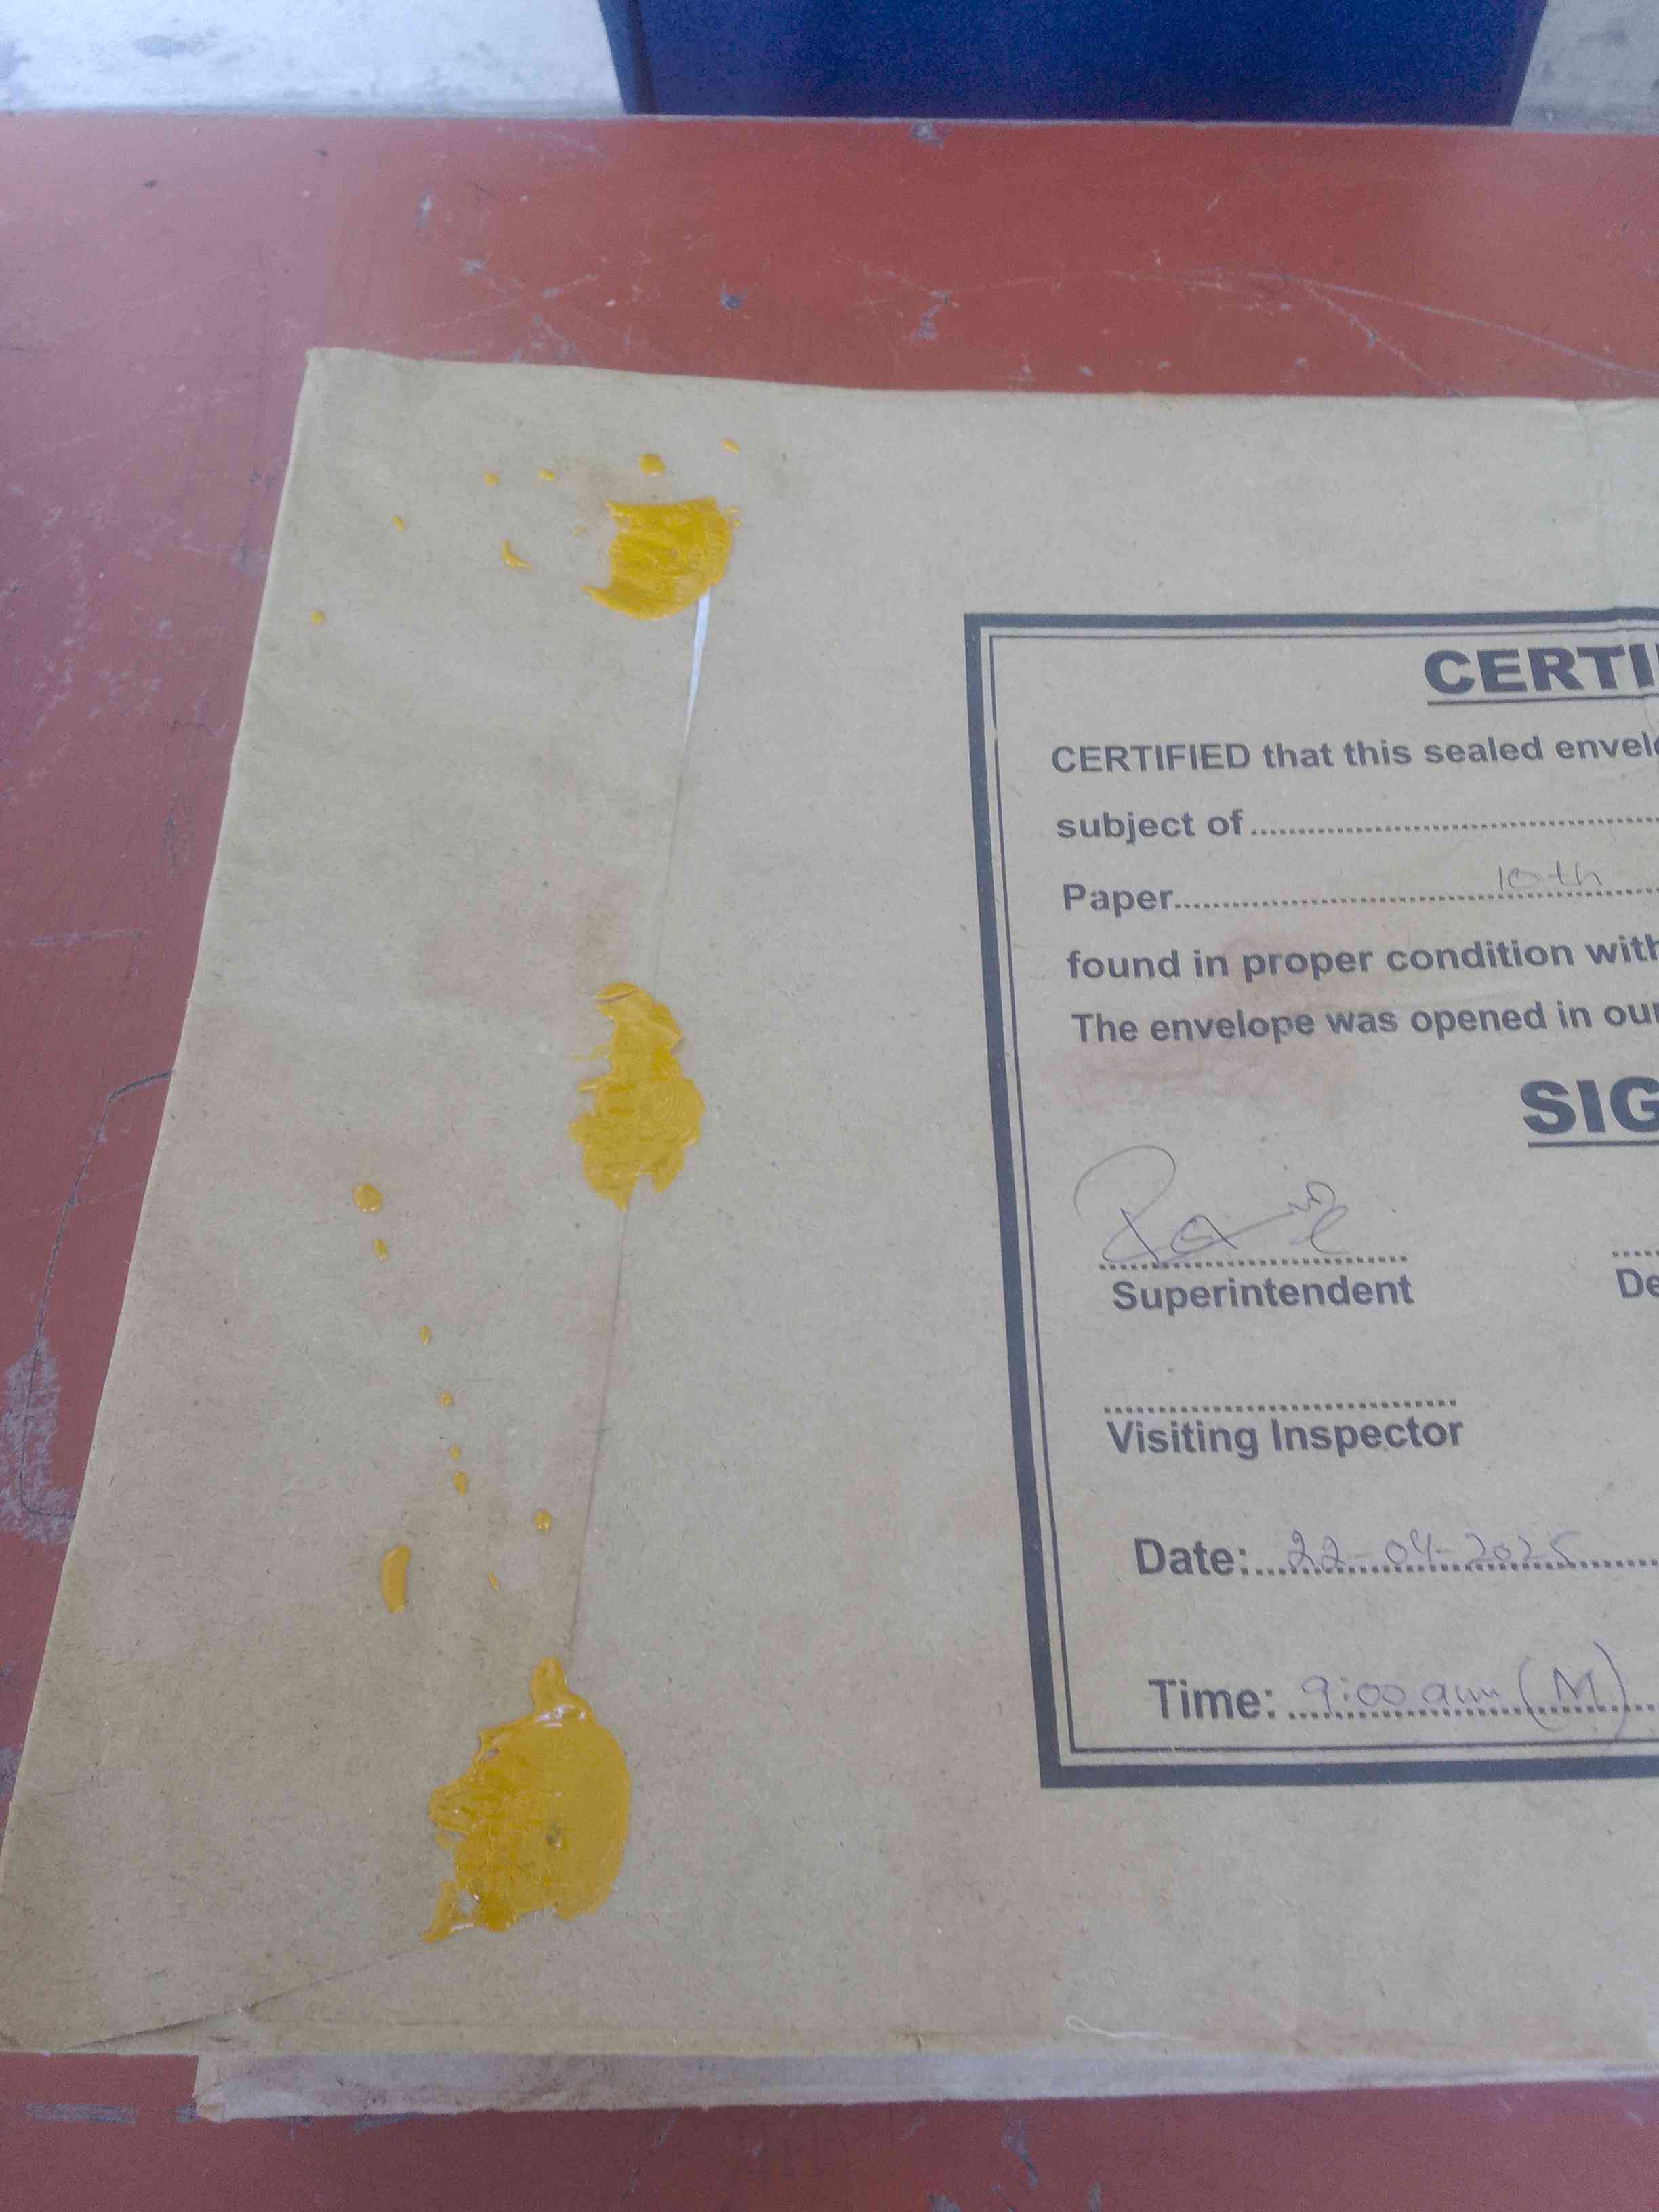 CERTI
CERTIFIED that this sealed envel
subject of
Paper 10th
found in proper condition with
The envelope was opened in our
SIG
Superintendent
De
Visiting Inspector
Date: 22-04-2025
Time: 9:00 am (M)